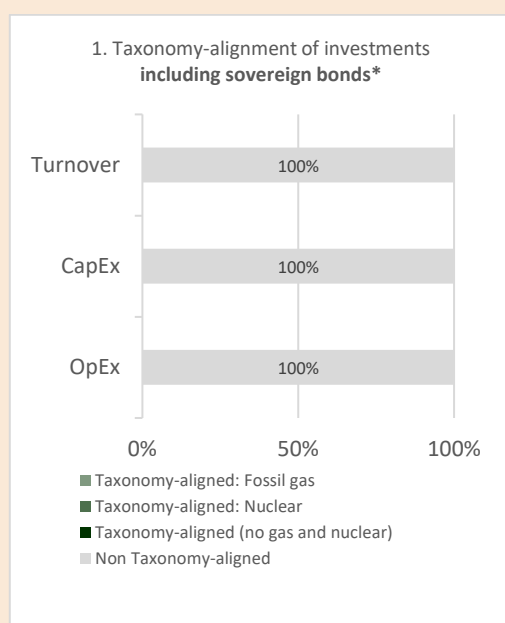 1. Taxonomy-alignment of investments
including sovereign bonds*
Turnover
100%
CapEx
100%
OpEx
100%
0% 50% 100%
Taxonomy-aligned: Fossil gas
Taxonomy-aligned: Nuclear
Taxonomy-aligned (no gas and nuclear)
Non Taxonomy-aligned